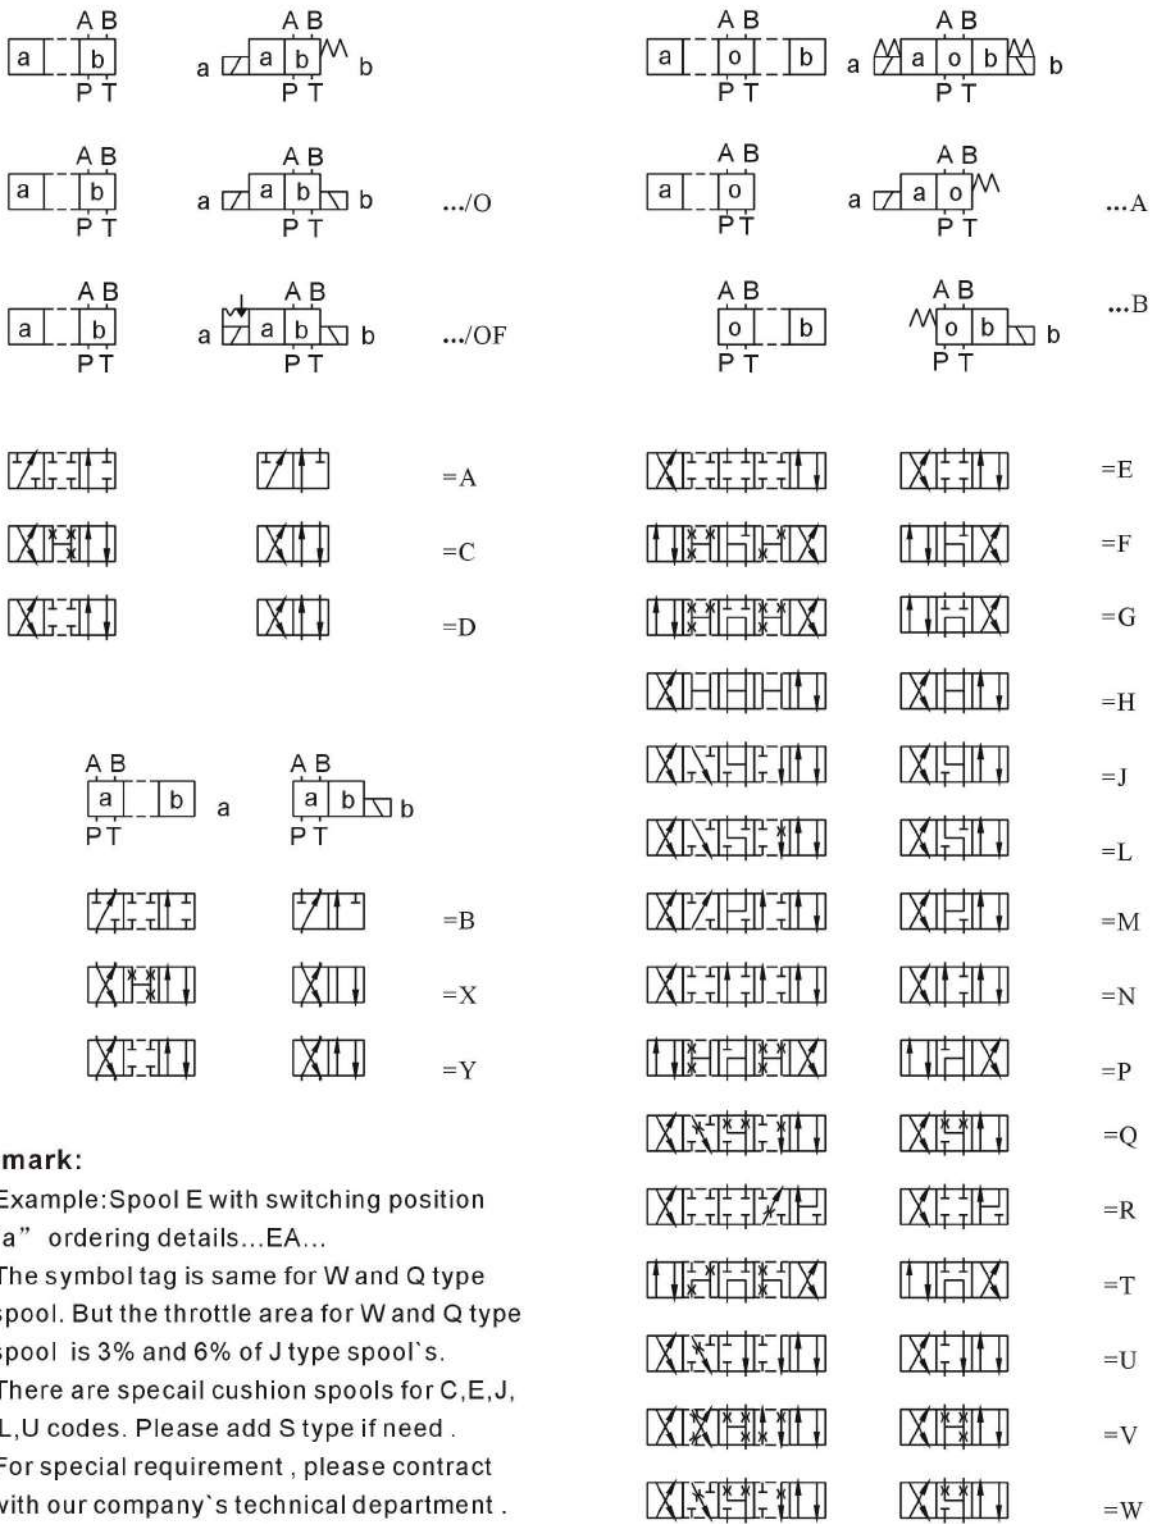 A B
a b
P T
A B
a a b b
P T
A B
a b
P T
A B
a a b b
P T
.../O
A B
a b
P T
A B
a a b b
P T
.../OF
=A
=C
=D
A B
a b a
P T
A B
a b b
P T
=B
=X
=Y
mark:
Example:Spool E with switching position
a” ordering details...EA...
The symbol tag is same for W and Q type
spool. But the throttle area for W and Q type
spool is 3% and 6% of J type spool`s.
There are specail cushion spools for C,E,J,
L,U codes. Please add S type if need .
For special requirement , please contract
with our company`s technical department .
A B
a o b
P T
A B
a a o b b
P T
A B
a o
P T
A B
a a o
P T
...A
A B
o b
P T
A B
o b b
P T
...B
=E
=F
=G
=H
=J
=L
=M
=N
=P
=Q
=R
=T
=U
=V
=W